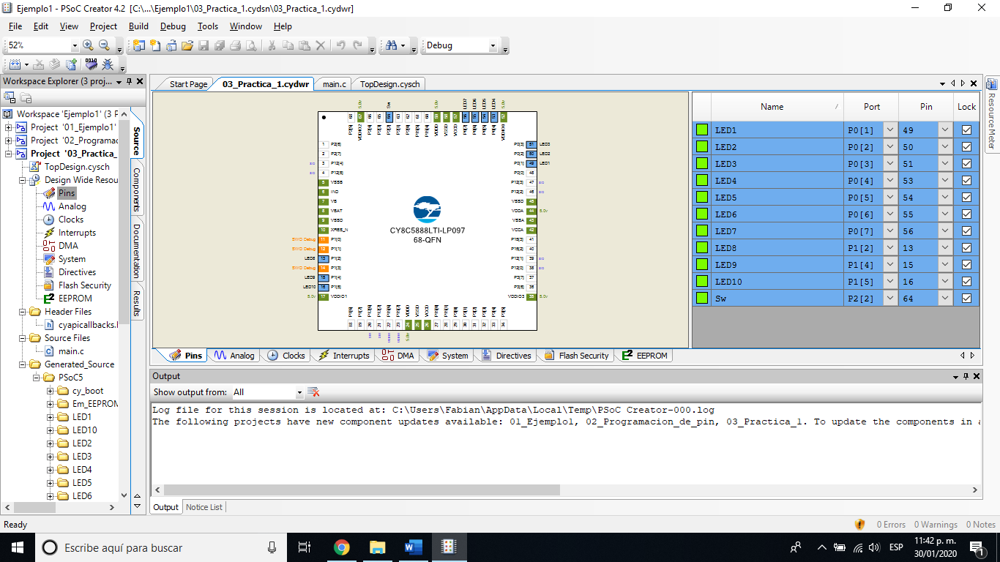 Ejemplo1 - PSoC Creator 4.2 [C:\...\Ejemplo1\03_Practica_1.cydsn\03_Practica_1.cydwr]
File Edit View Project Build Debug Tools Window Help
52%
Debug
Workspace Explorer (3 proj...
Workspace 'Ejemplo1' (3 P
Project '01_Ejemplo1'
Project '02_Programac
Project '03_Practica_
TopDesign.cysch
Design Wide Resou
Pins
Analog
Clocks
Interrupts
DMA
System
Directives
Flash Security
EEPROM
Header Files
cyapicallbacks.h
Source Files
main.c
Generated_Source
PSoC5
cy_boot
Em_EEPROM
LED1
LED10
LED2
LED3
LED4
LED5
LED6
Source
Components
Documentation
Results
Start Page 03_Practica_1.cydwr main.c TopDesign.cysch
CY8C5888LTI-LP097
68-QFN
1 P2[6]
2 P2[7]
3 P12[4]
4 P12[5]
5 VSSB
6 IND
7 VB
8 VBAT
9 VSSD
10 XRES_N
SWD Debug 11 P1[0]
SWD Debug 12 P1[1]
LED8 13 P1[2]
SWD Debug 14 P1[3]
LED9 15 P1[4]
LED10 16 P1[5]
5.0v 17 VDDIO1
P0[3] 51 LED3
P0[2] 50 LED2
P0[1] 49 LED1
P0[0] 48
P12[3] 47
P12[2] 46
VSSD 45
VDDA 44 5.0v
VSSA 43
VCCA 42
P15[3] 41
P15[2] 40
P12[1] 39
P12[0] 38
P3[7] 37
P3[6] 36
VDDIO3 35 5.0v
Name Port Pin Lock
LED1 P0[1] 49
LED2 P0[2] 50
LED3 P0[3] 51
LED4 P0[4] 53
LED5 P0[5] 54
LED6 P0[6] 55
LED7 P0[7] 56
LED8 P1[2] 13
LED9 P1[4] 15
LED10 P1[5] 16
Sw P2[2] 64
Resource Meter
Pins Analog Clocks Interrupts DMA System Directives Flash Security EEPROM
Output
Show output from: All
Log file for this session is located at: C:\Users\Fabian\AppData\Local\Temp\PSoC Creator-000.log
The following projects have new component updates available: 01_Ejemplo1, 02_Programacion_de_pin, 03_Practica_1. To update the components in a
Output Notice List
Ready
0 Errors 0 Warnings 0 Notes
Escribe aquí para buscar
ESP
11:42 p. m.
30/01/2020
1